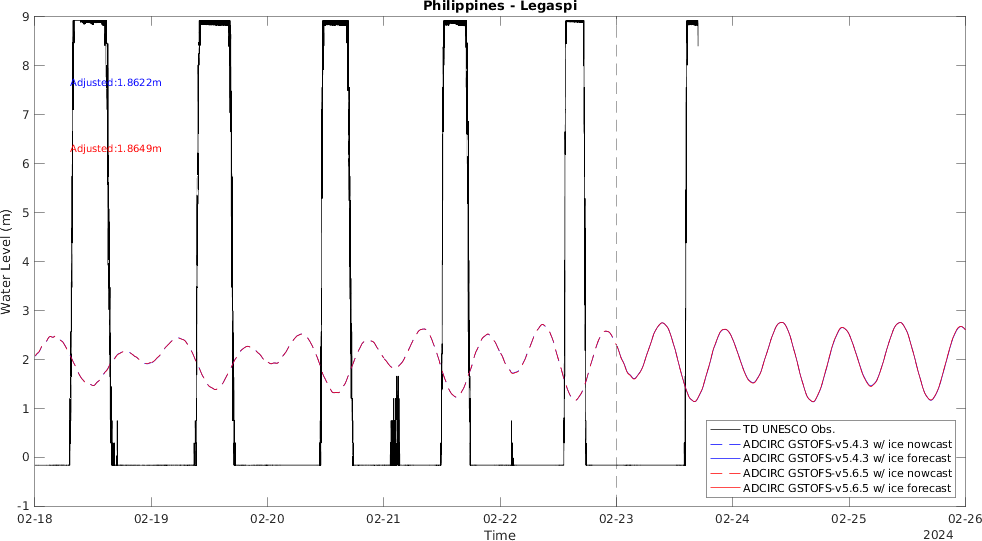 Philippines - Legaspi
9
8
7
6
5
4
3
2
1
0
-1
Water Level (m)
Adjusted:1.8622m
Adjusted:1.8649m
TD UNESCO Obs.
ADCIRC GSTOFS-v5.4.3 w/ ice nowcast
ADCIRC GSTOFS-v5.4.3 w/ ice forecast
ADCIRC GSTOFS-v5.6.5 w/ ice nowcast
ADCIRC GSTOFS-v5.6.5 w/ ice forecast
02-18 02-19 02-20 02-21 02-22 02-23 02-24 02-25 02-26
Time
2024